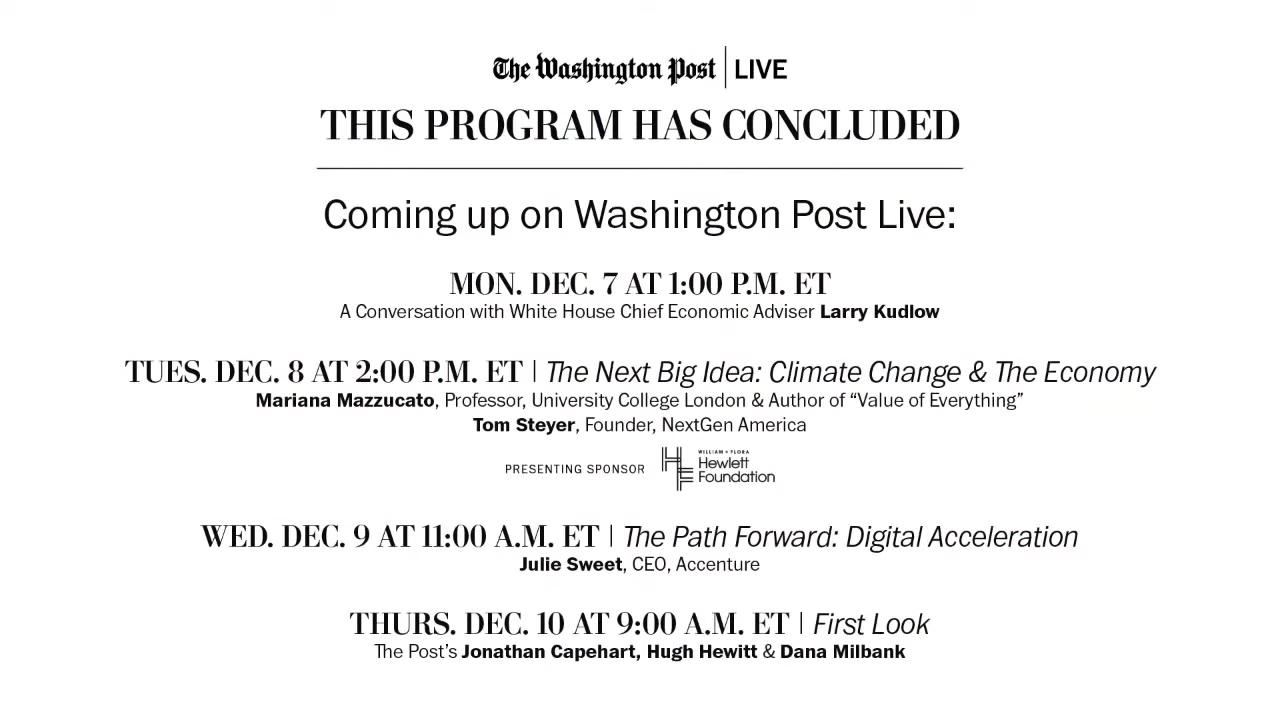 The Washington Post | LIVE
THIS PROGRAM HAS CONCLUDED
Coming up on Washington Post Live:
MON. DEC. 7 AT 1:00 P.M. ET
A Conversation with White House Chief Economic Adviser Larry Kudlow
TUES. DEC. 8 AT 2:00 P.M. ET | The Next Big Idea: Climate Change & The Economy
Mariana Mazzucato, Professor, University College London & Author of “Value of Everything”
Tom Steyer, Founder, NextGen America
PRESENTING SPONSOR
WILLIAM + FLORA
Hewlett
Foundation
WED. DEC. 9 AT 11:00 A.M. ET | The Path Forward: Digital Acceleration
Julie Sweet, CEO, Accenture
THURS. DEC. 10 AT 9:00 A.M. ET | First Look
The Post’s Jonathan Capehart, Hugh Hewitt & Dana Milbank